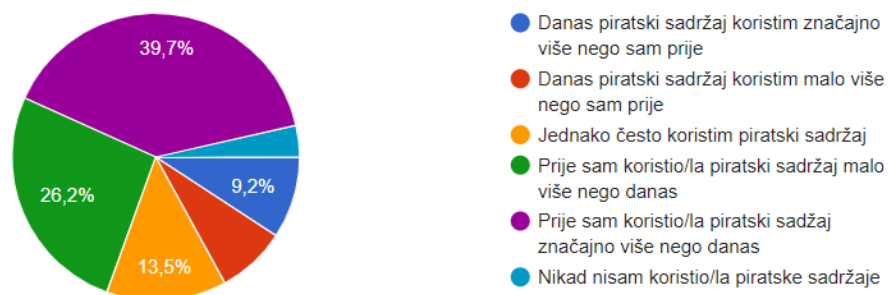 39,7%
26,2%
13,5%
9,2%
Danas piratski sadržaj koristim značajno
više nego sam prije
Danas piratski sadržaj koristim malo više
nego sam prije
Jednako često koristim piratski sadržaj
Prije sam koristio/la piratski sadržaj malo
više nego danas
Prije sam koristio/la piratski sadžaj
značajno više nego danas
Nikad nisam koristio/la piratske sadržaje